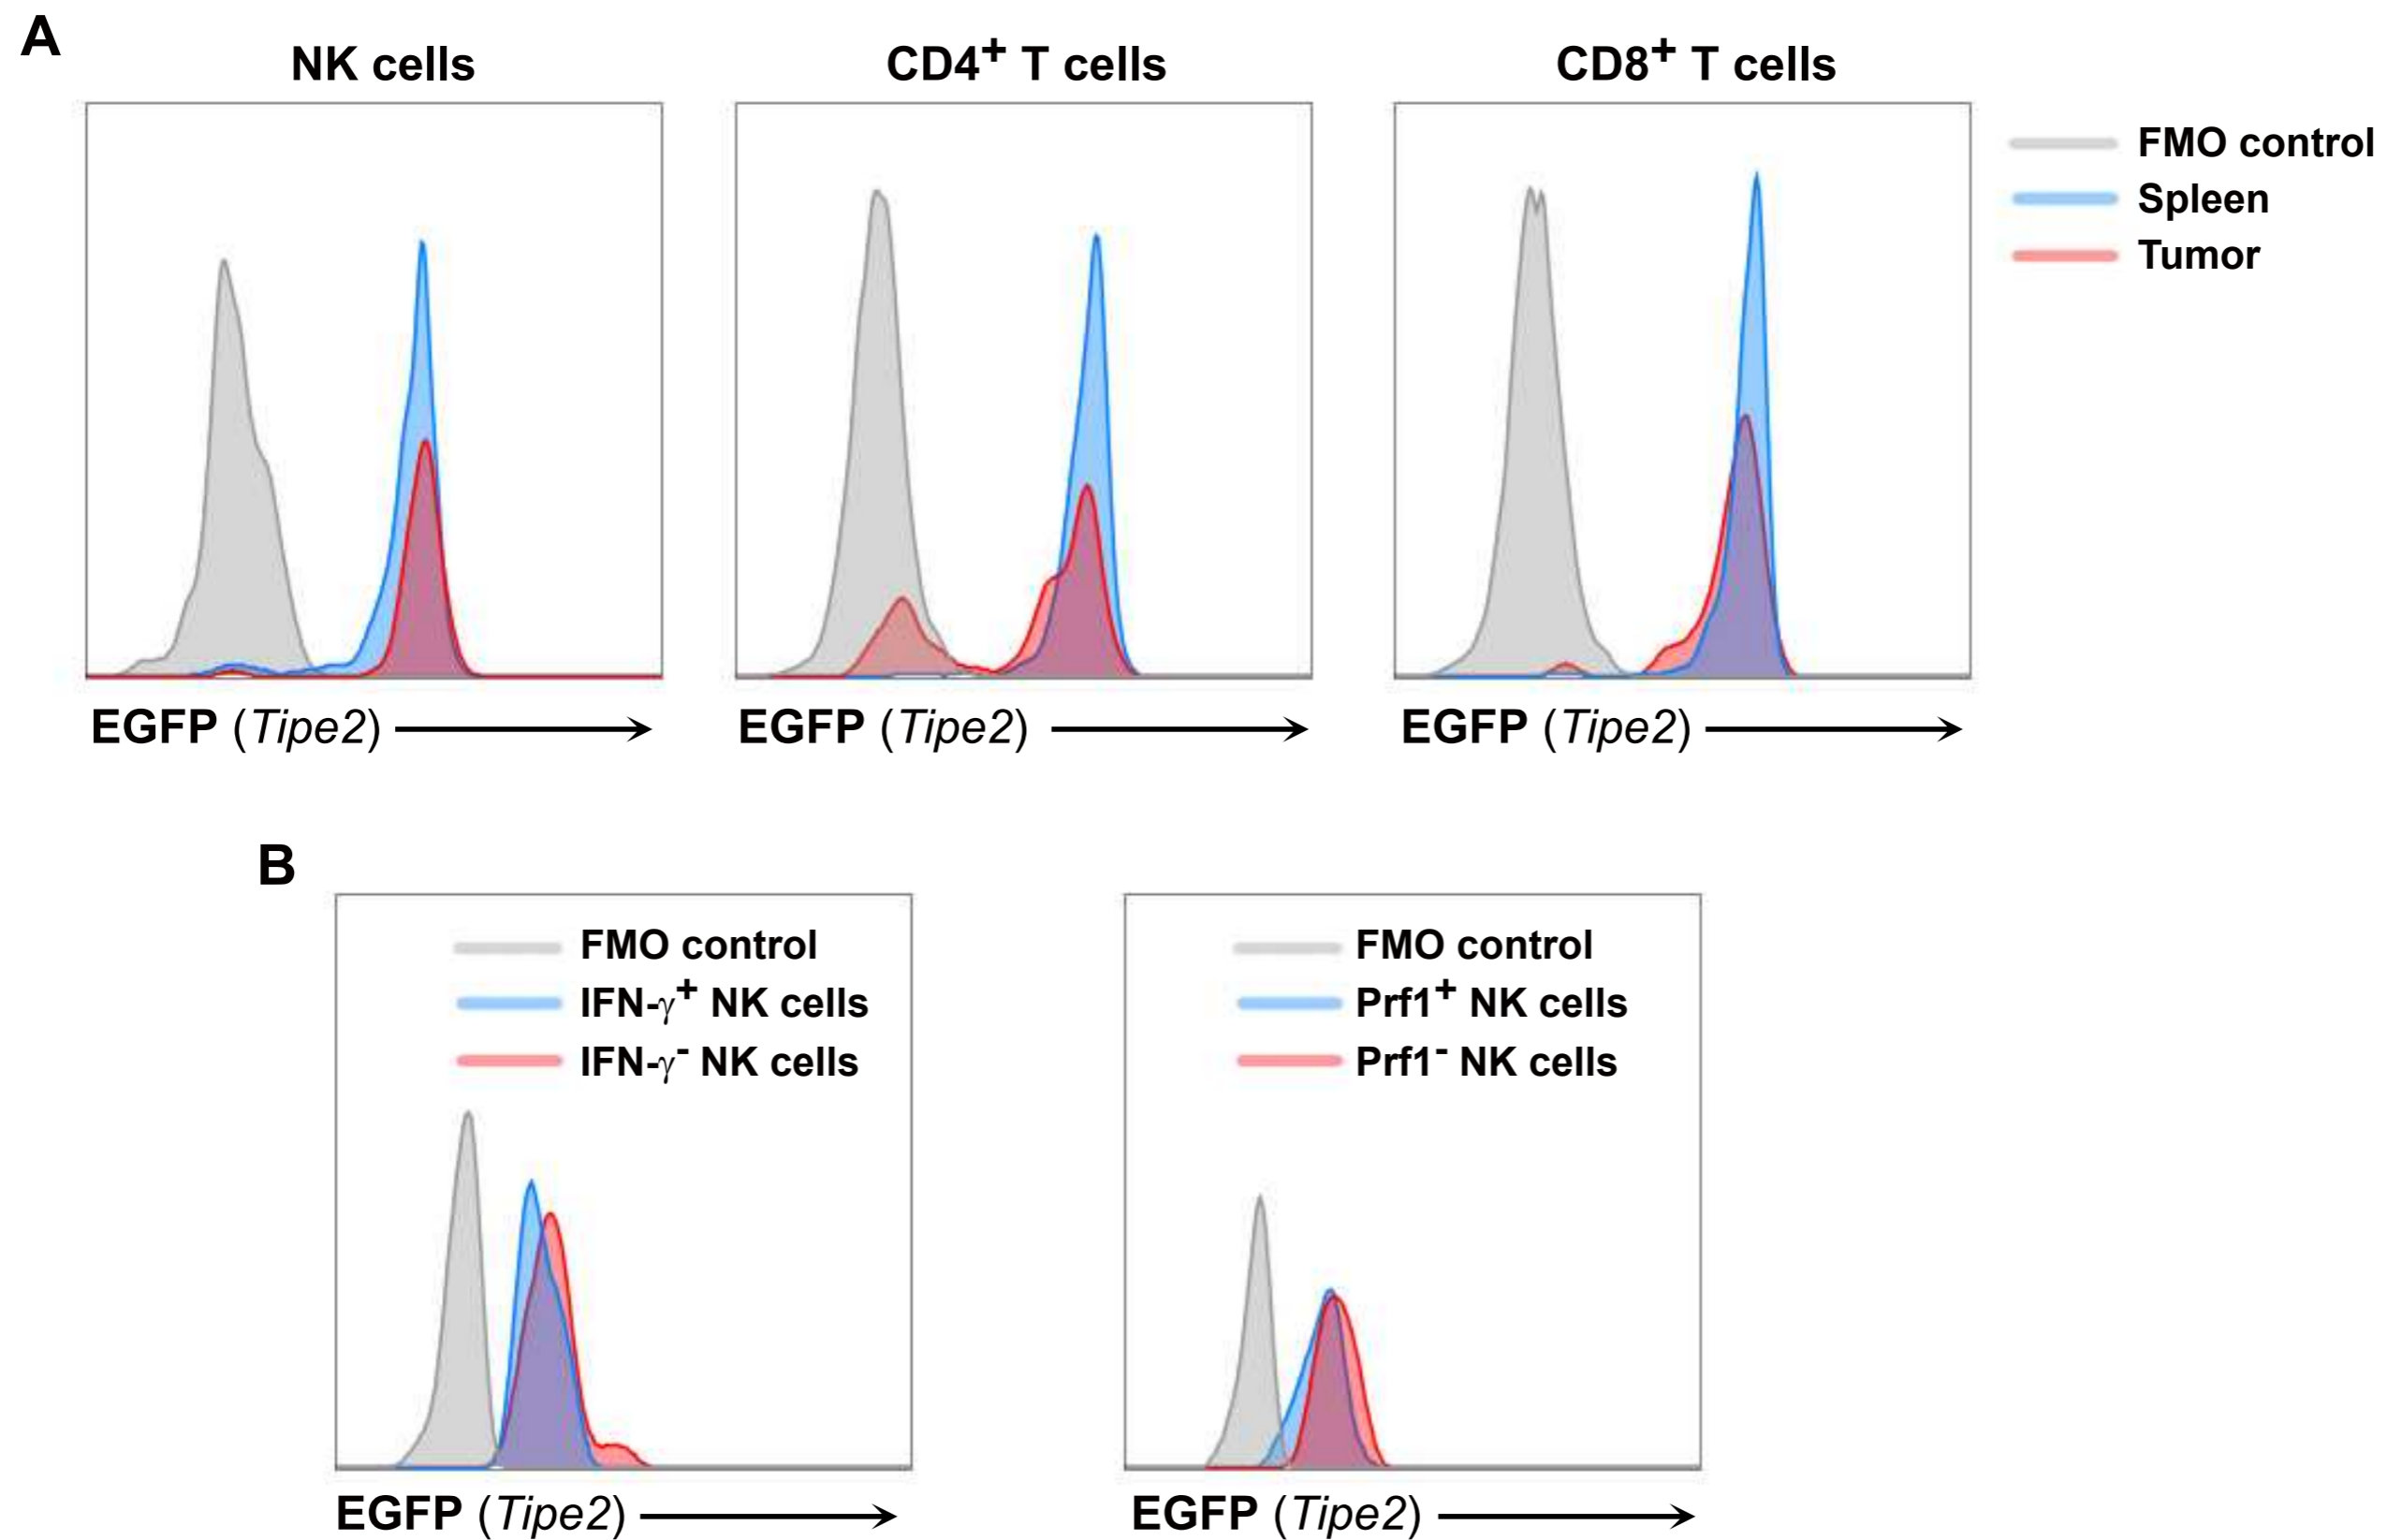 A
NK cells
CD4+ T cells
CD8+ T cells
FMO control
Spleen
Tumor
EGFP (Tipe2)
EGFP (Tipe2)
EGFP (Tipe2)
B
FMO control
IFN-γ+ NK cells
IFN-γ- NK cells
FMO control
Prf1+ NK cells
Prf1- NK cells
EGFP (Tipe2)
EGFP (Tipe2)